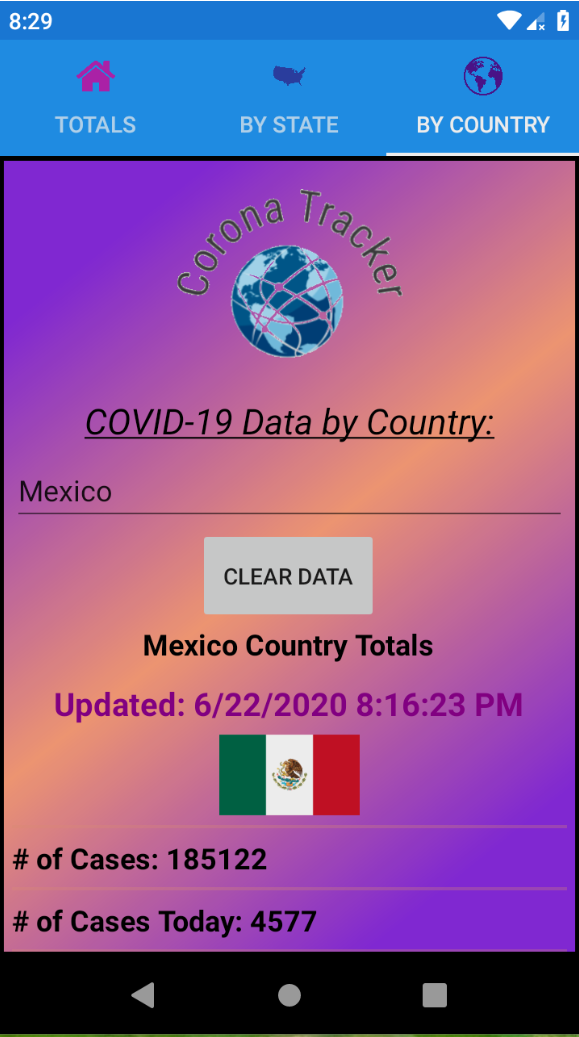 8:29
TOTALS
BY STATE
BY COUNTRY
Corona Tracker
COVID-19 Data by Country:
Mexico
CLEAR DATA
Mexico Country Totals
Updated: 6/22/2020 8:16:23 PM
# of Cases: 185122
# of Cases Today: 4577